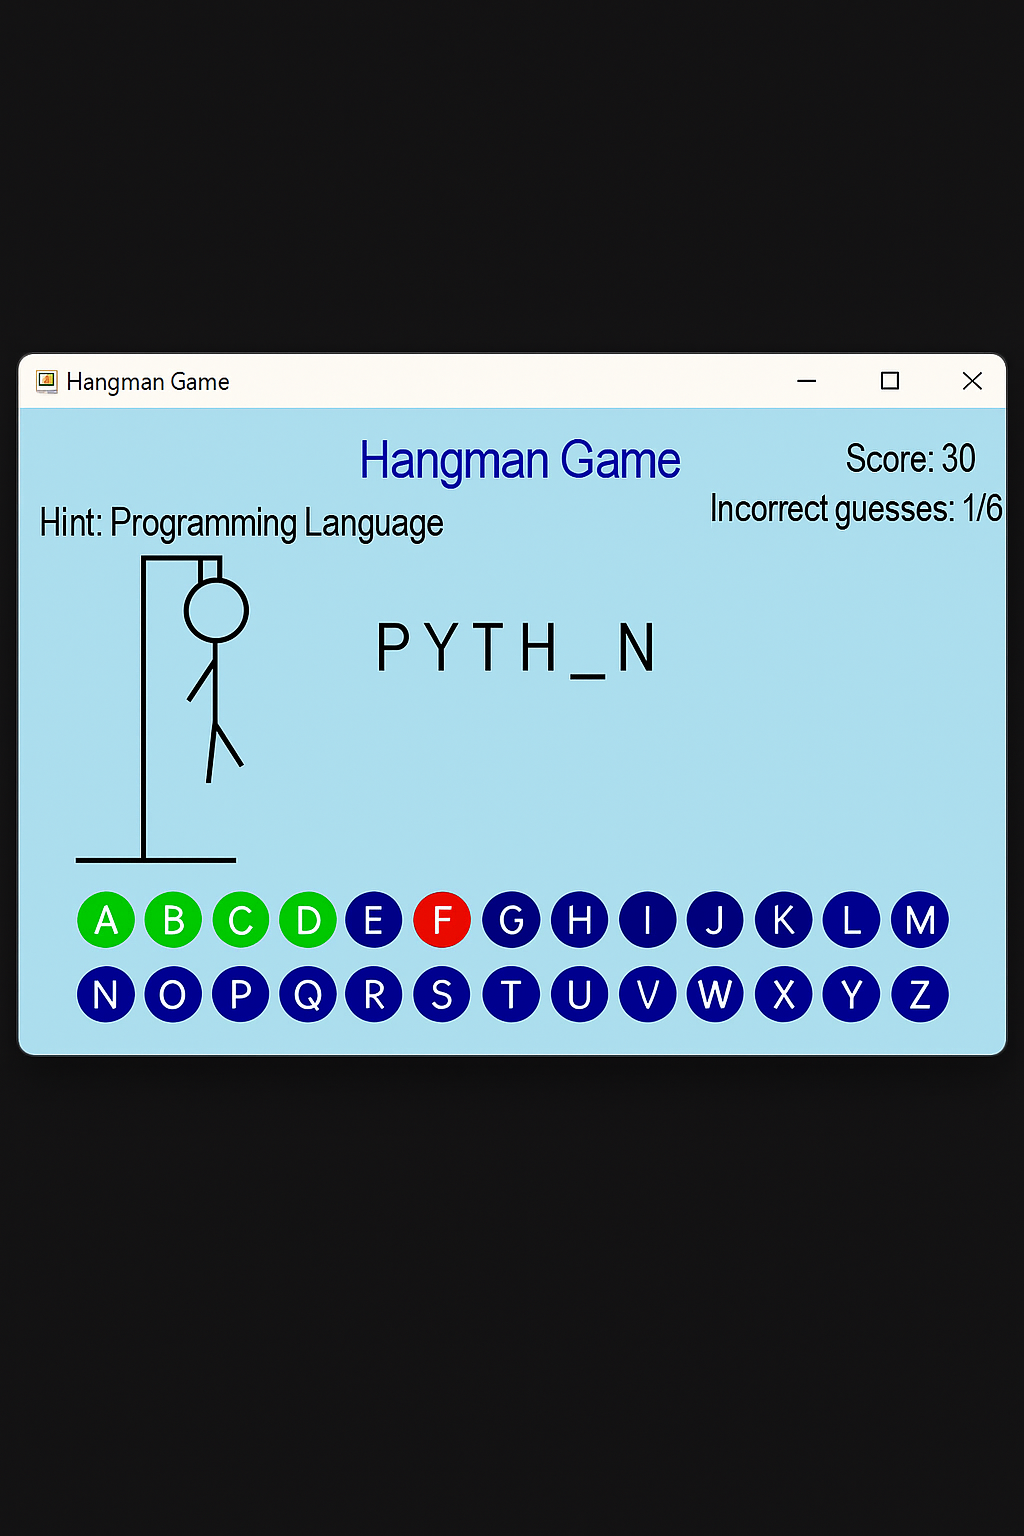 Hangman Game
Hangman Game
Score: 30
Hint: Programming Language
Incorrect guesses: 1/6
P Y T H _ N
A B C D E F G H I J K L M
N O P Q R S T U V W X Y Z